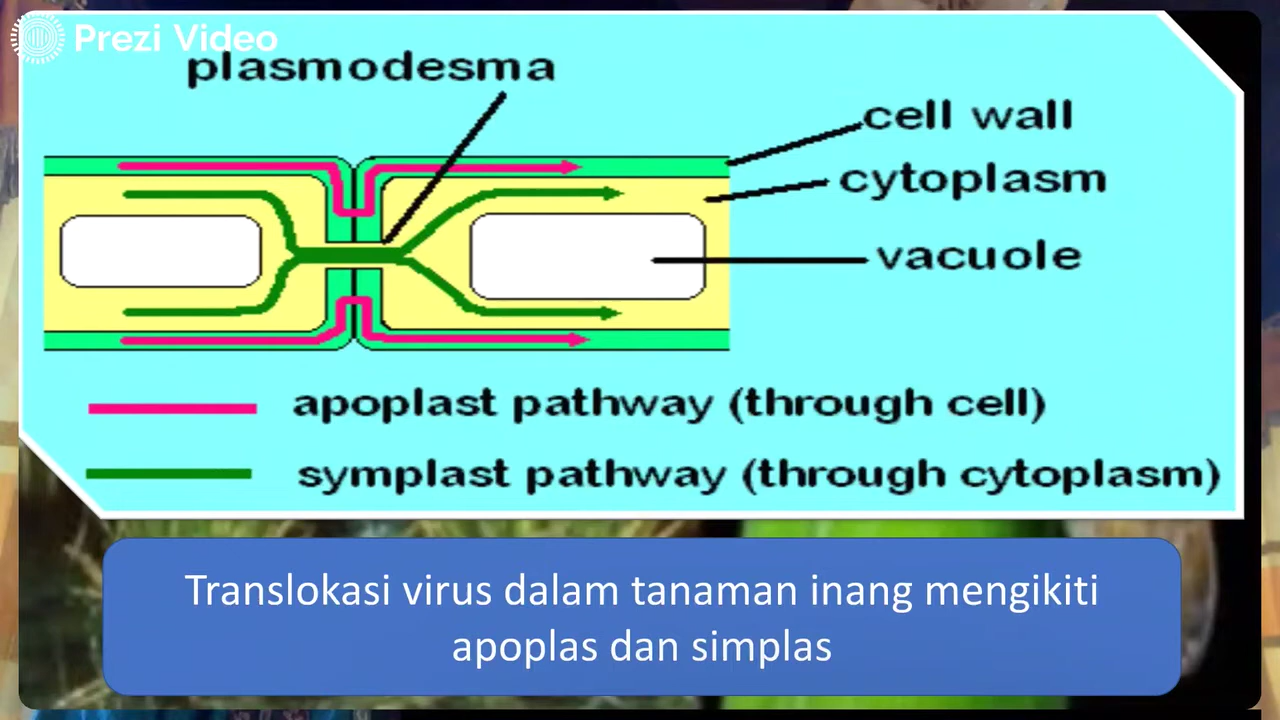 Prezi Video
plasmodesma
cell wall
cytoplasm
vacuole
apoplast pathway (through cell)
symplast pathway (through cytoplasm)
Translokasi virus dalam tanaman inang mengikiti
apoplas dan simplas